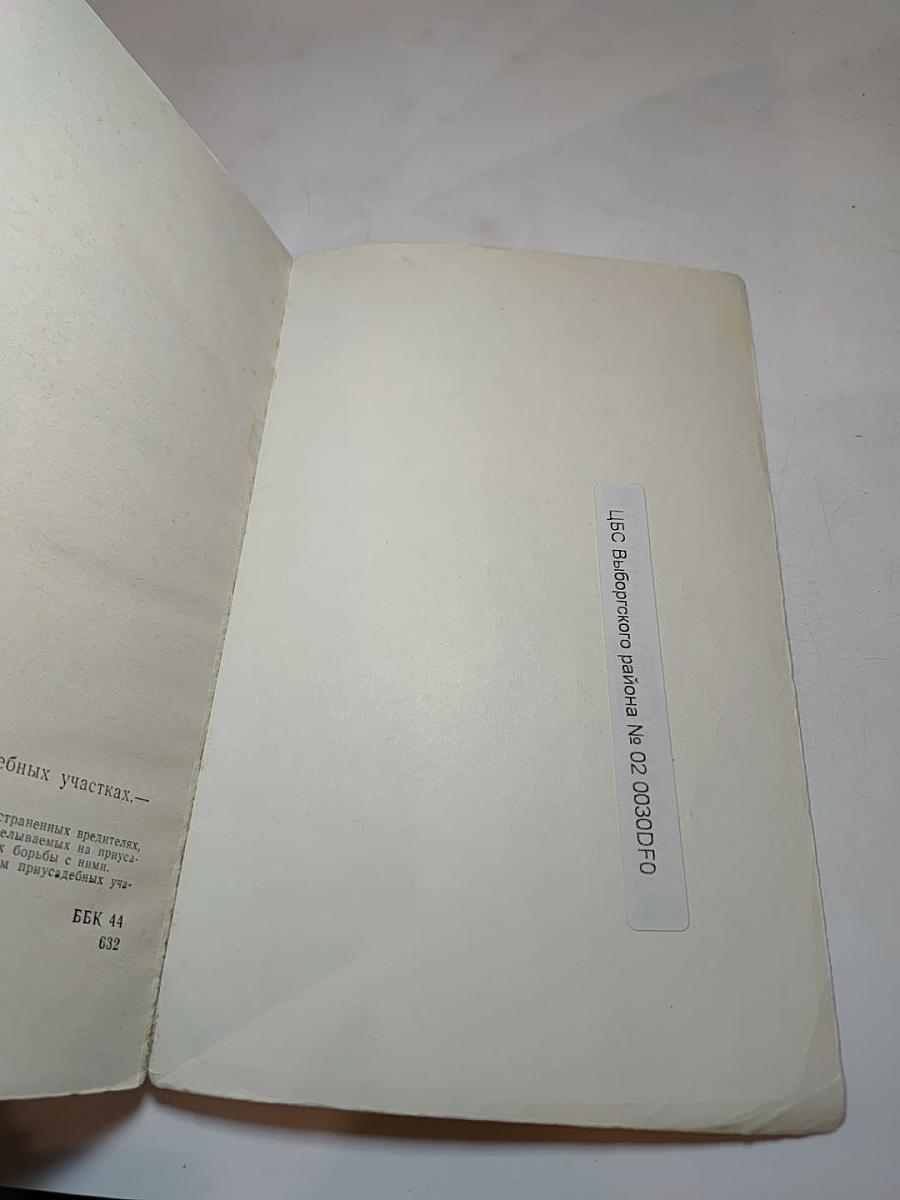 ебных участках.—
страненных вредителях,
елываемых на приуса-
х борьбы с ними.
м приусадебных уча-
ББК 44
632
ЦБС Выборгского района № 02 0030DF0